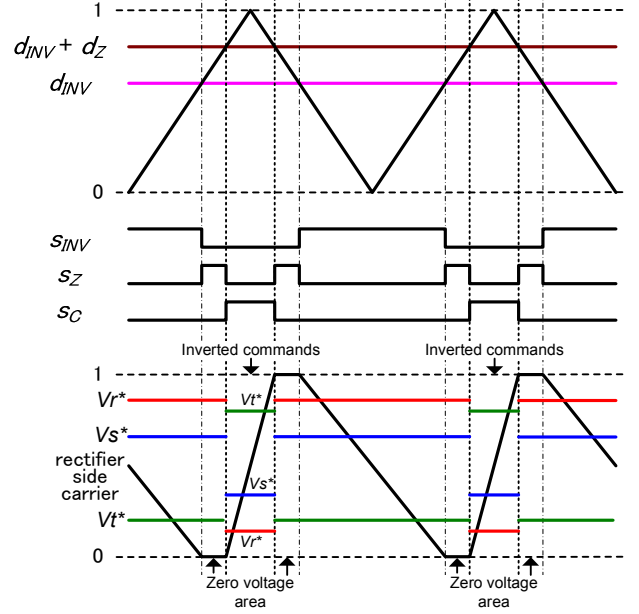 1
dINV + dZ
dINV
0
sINV
sZ
sC
Inverted commands
Inverted commands
1
Vr*
Vt*
Vs*
rectifier
side
carrier
Vs*
Vt*
Vr*
0
Zero voltage
area
Zero voltage
area